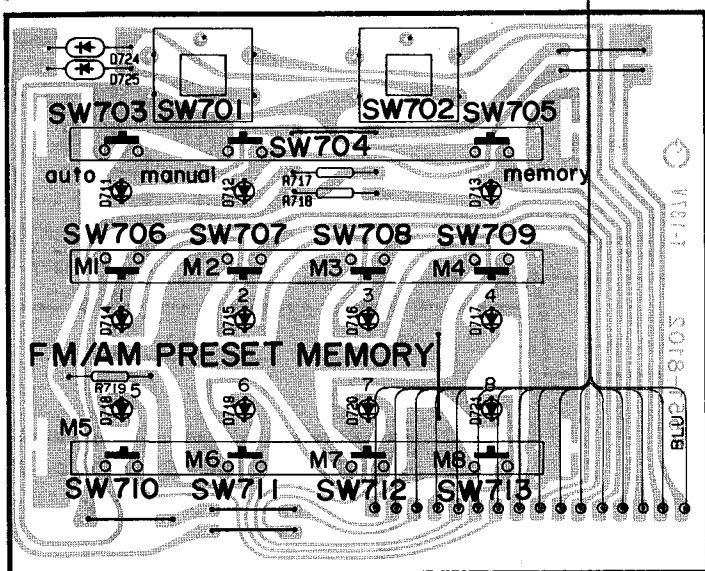 D724
D725
SW703 SW701 SW702 SW705
SW704
auto manual memory
D711 D712 R717 R718 D713
SW706 SW707 SW708 SW709
M1 M2 M3 M4
1 2 3 4
D714 D715 D716 D717
FM/AM PRESET MEMORY
R719 5 6 7 8
D718 D719 D720 D721
M5
M6 M7 M8
SW710 SW711 SW712 SW713